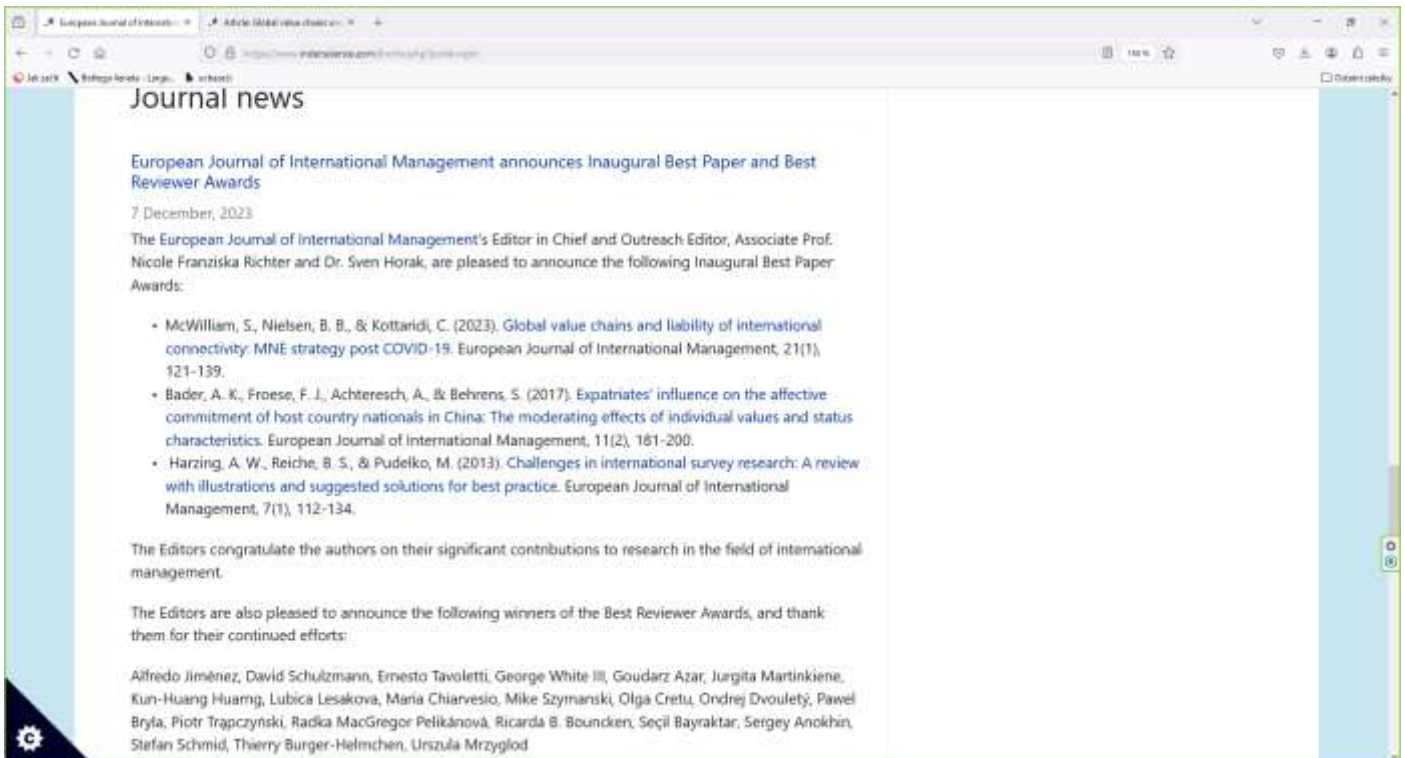 European Journal of Internati
Article Global value chains an
interscience.com
Journal news
European Journal of International Management announces Inaugural Best Paper and Best
Reviewer Awards
7 December, 2023
The European Journal of International Management's Editor in Chief and Outreach Editor, Associate Prof.
Nicole Franziska Richter and Dr. Sven Horak, are pleased to announce the following Inaugural Best Paper
Awards:
• McWilliam, S., Nielsen, B. B., & Kottaridi, C. (2023). Global value chains and liability of international
connectivity: MNE strategy post COVID-19. European Journal of International Management, 21(1),
121-139.
• Bader, A. K., Froese, F. J., Achteresch, A., & Behrens, S. (2017). Expatriates' influence on the affective
commitment of host country nationals in China: The moderating effects of individual values and status
characteristics. European Journal of International Management, 11(2), 181-200.
• Harzing, A. W., Reiche, B. S., & Pudelko, M. (2013). Challenges in international survey research: A review
with illustrations and suggested solutions for best practice. European Journal of International
Management, 7(1), 112-134.
The Editors congratulate the authors on their significant contributions to research in the field of international
management.
The Editors are also pleased to announce the following winners of the Best Reviewer Awards, and thank
them for their continued efforts:
Alfredo Jiménez, David Schulzmann, Ernesto Tavoletti, George White III, Goudarz Azar, Jurgita Martinkiene,
Kun-Huang Huarng, Lubica Lesakova, Maria Chiarvesio, Mike Szymanski, Olga Cretu, Ondrej Dvouletý, Pawel
Bryla, Piotr Trąpczyński, Radka MacGregor Pelikánová, Ricarda B. Bouncken, Seçil Bayraktar, Sergey Anokhin,
Stefan Schmid, Thierry Burger-Helmchen, Urszula Mrzyglod